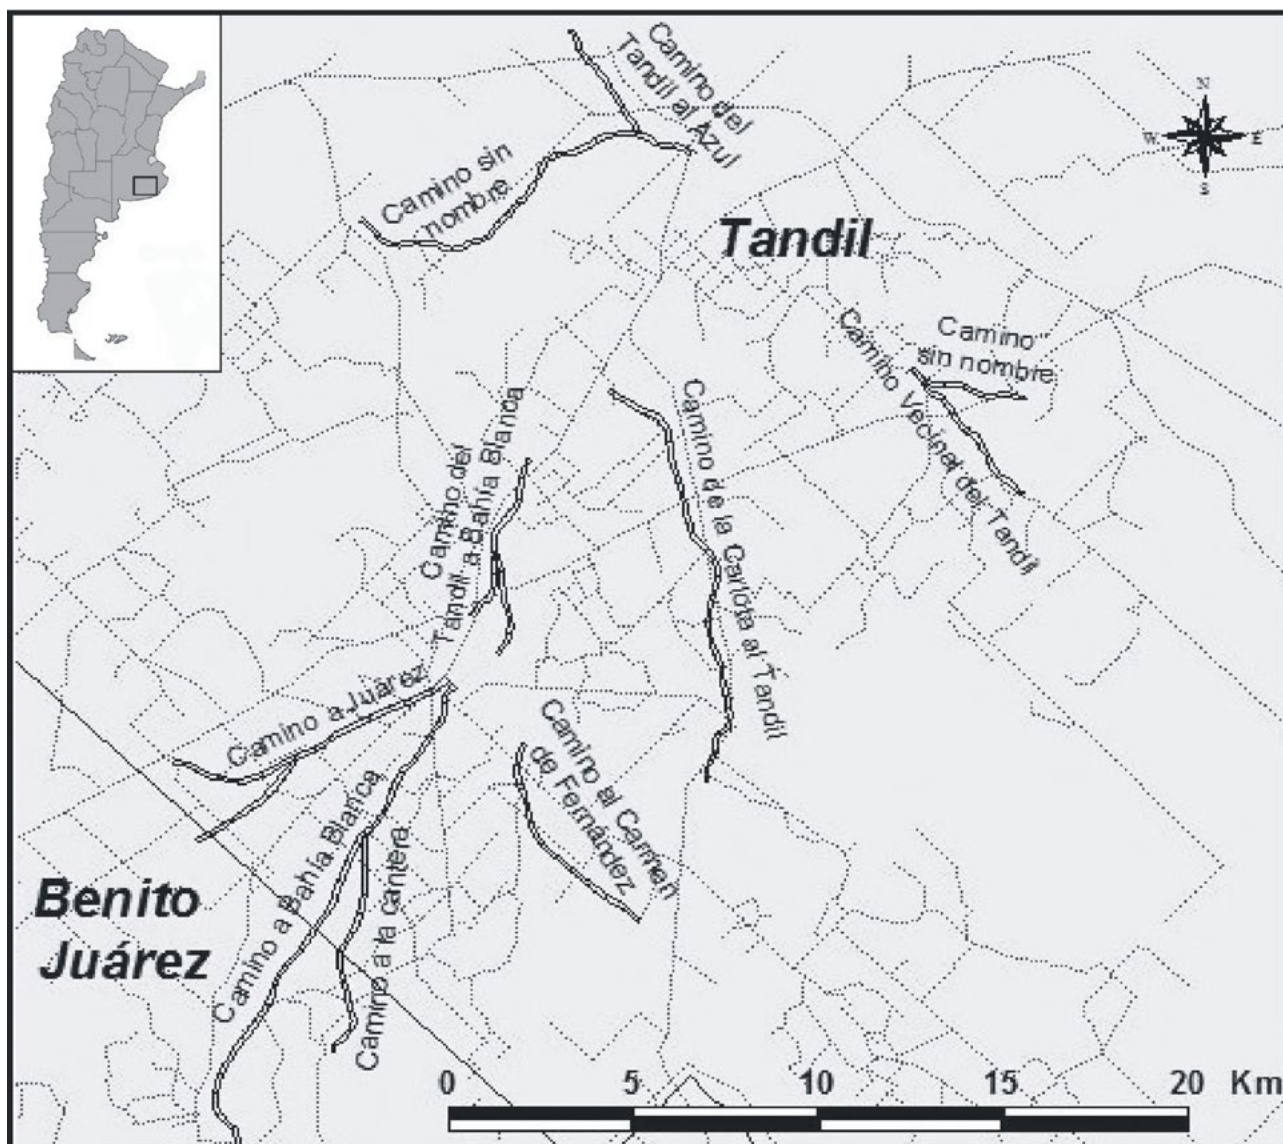 N
W E
S
Camino del
Tandil al Azul
Camino sin
nombre
Tandil
Camino
sin nombre
Camino Vecinal del Tandil
Camino del
Tandil a Bahía Blanca
Camino de la Carlota al Tandil
Camino a Juárez
Camino al Carmen
de Fernández
Camino a Bahía Blanca
Camino a la cantera
Benito
Juárez
0 5 10 15 20 Km